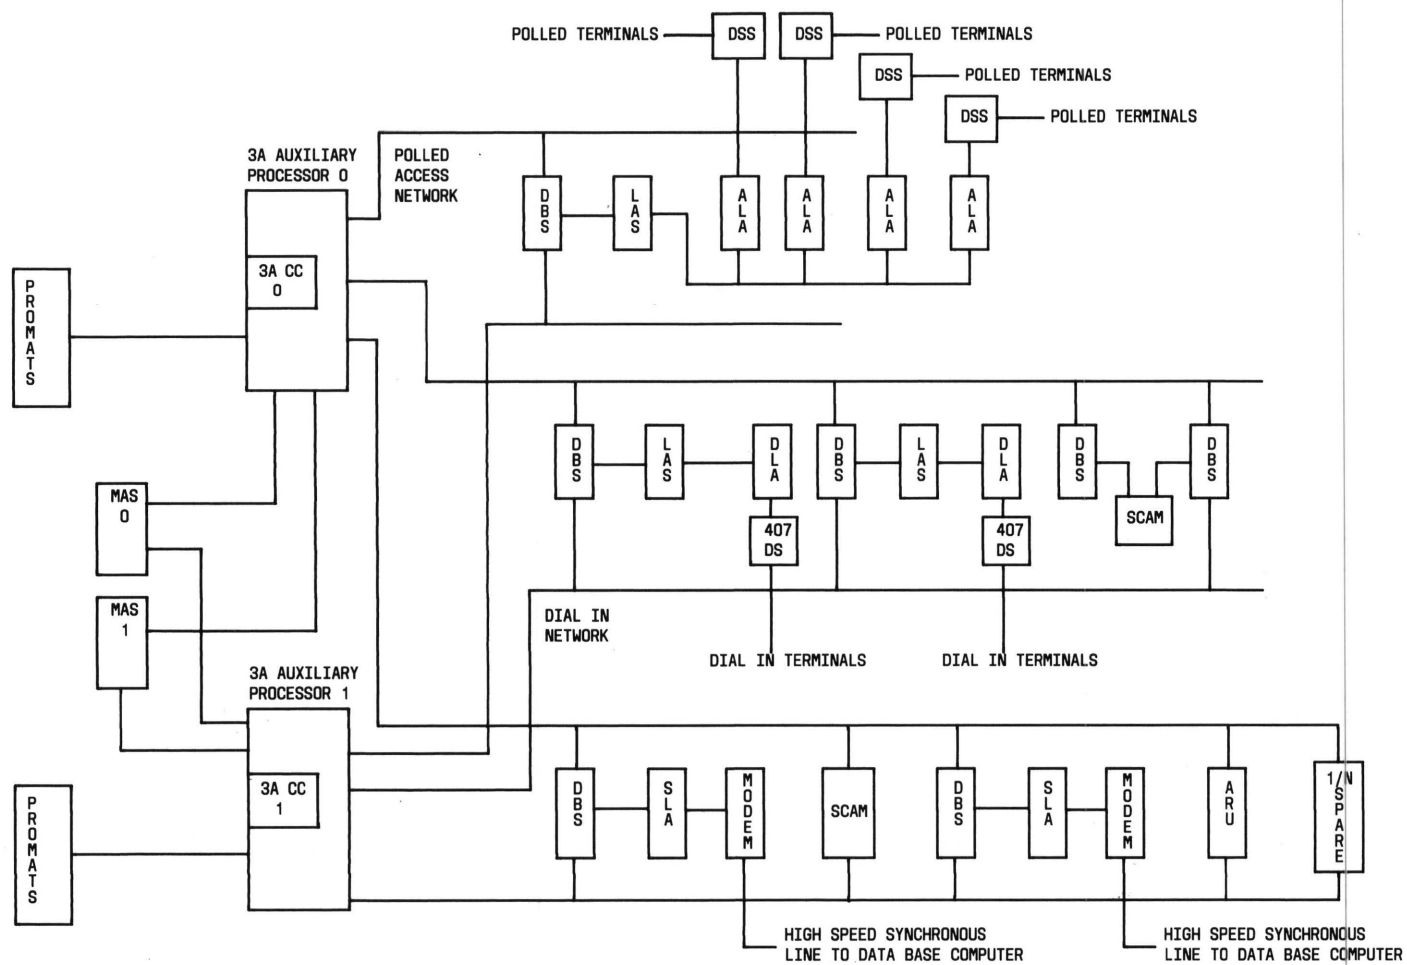 POLLED TERMINALS DSS DSS POLLED TERMINALS
DSS POLLED TERMINALS
DSS POLLED TERMINALS
3A AUXILIARY
PROCESSOR 0
POLLED
ACCESS
NETWORK
DBS
LAS
ALA
ALA
ALA
ALA
3A CC
0
PROMATS
DBS
LAS
DLA
DBS
LAS
DLA
DBS
DBS
SCAM
407
DS
407
DS
MAS
0
MAS
1
DIAL IN
NETWORK
DIAL IN TERMINALS
DIAL IN TERMINALS
3A AUXILIARY
PROCESSOR 1
3A CC
1
PROMATS
DBS
SLA
MODEM
SCAM
DBS
SLA
MODEM
ARU
1/N
SPARE
HIGH SPEED SYNCHRONOUS
LINE TO DATA BASE COMPUTER
HIGH SPEED SYNCHRONOUS
LINE TO DATA BASE COMPUTER